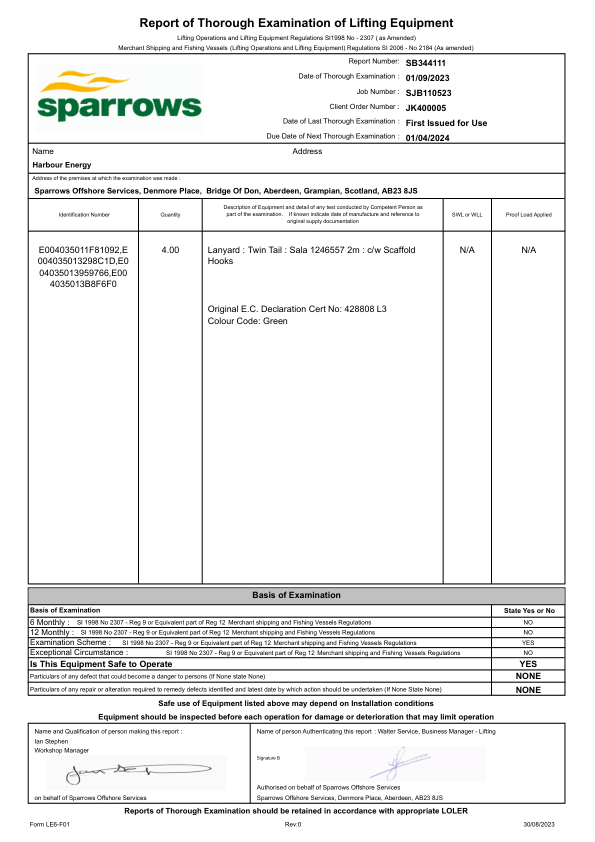 Report of Thorough Examination of Lifting Equipment
Lifting Operations and Lifting Equipment Regulations SI1998 No - 2307 ( as Amended)
Merchant Shipping and Fishing Vessels (Lifting Operations and Lifting Equipment) Regulations SI 2006 - No 2184 (As amended)
sparrows
Report Number: SB344111
Date of Thorough Examination : 01/09/2023
Job Number : SJB110523
Client Order Number : JK400005
Date of Last Thorough Examination : First Issued for Use
Due Date of Next Thorough Examination : 01/04/2024
Name Address
Harbour Energy
Address of the premises at which the examination was made :
Sparrows Offshore Services, Denmore Place, Bridge Of Don, Aberdeen, Grampian, Scotland, AB23 8JS
Identification Number
Quantity
Description of Equipment and detail of any test conducted by Competent Person as
part of the examination. If known indicate date of manufacture and reference to
original supply documentation
SWL or WLL
Proof Load Applied
E004035011F81092,E
004035013298C1D,E0
04035013959766,E00
4035013B8F6F0
4.00
Lanyard : Twin Tail : Sala 1246557 2m : c/w Scaffold
Hooks
Original E.C. Declaration Cert No: 428808 L3
Colour Code: Green
N/A
N/A
Basis of Examination
Basis of Examination State Yes or No
6 Monthly : SI 1998 No 2307 - Reg 9 or Equivalent part of Reg 12 Merchant shipping and Fishing Vessels Regulations NO
12 Monthly : SI 1998 No 2307 - Reg 9 or Equivalent part of Reg 12 Merchant shipping and Fishing Vessels Regulations NO
Examination Scheme : SI 1998 No 2307 - Reg 9 or Equivalent part of Reg 12 Merchant shipping and Fishing Vessels Regulations YES
Exceptional Circumstance : SI 1998 No 2307 - Reg 9 or Equivalent part of Reg 12 Merchant shipping and Fishing Vessels Regulations NO
Is This Equipment Safe to Operate YES
Particulars of any defect that could become a danger to persons (If None state None) NONE
Particulars of any repair or alteration required to remedy defects identified and latest date by which action should be undertaken (If None State None) NONE
Safe use of Equipment listed above may depend on Installation conditions
Equipment should be inspected before each operation for damage or deterioration that may limit operation
Name and Qualification of person making this report :
Ian Stephen
Workshop Manager
on behalf of Sparrows Offshore Services
Name of person Authenticating this report : Walter Service, Business Manager - Lifting
Signature B
Authorised on behalf of Sparrows Offshore Services
Sparrows Offshore Services, Denmore Place, Aberdeen, AB23 8JS
Reports of Thorough Examination should be retained in accordance with appropriate LOLER
Form LE6-F01 Rev:0 30/08/2023